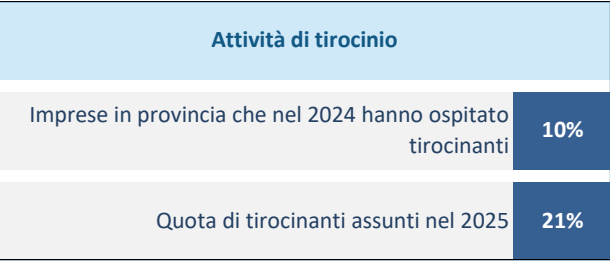 Attività di tirocinio
Imprese in provincia che nel 2024 hanno ospitato
tirocinanti
10%
Quota di tirocinanti assunti nel 2025
21%